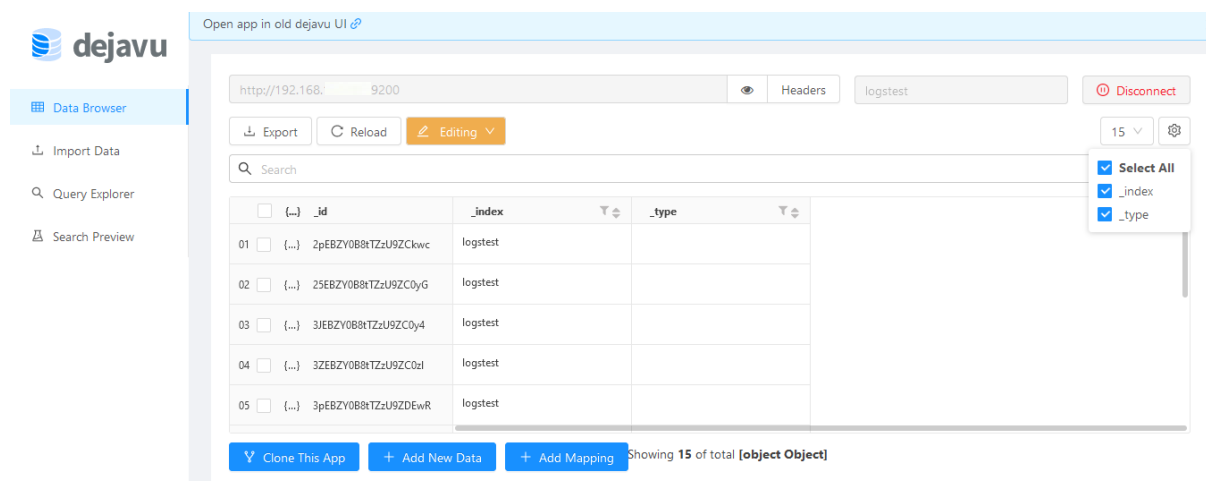 Open app in old dejavu UI
dejavu
http://192.168. 9200 Headers logstest Disconnect
Data Browser
Export Reload Editing 15
Import Data
Search
Select All
_index
_type
Query Explorer
Search Preview
{...} _id _index _type
01 {...} 2pEBZY0B8tTZzU9ZCkwc logstest
02 {...} 25EBZY0B8tTZzU9ZC0yG logstest
03 {...} 3JEBZY0B8tTZzU9ZC0y4 logstest
04 {...} 3ZEBZY0B8tTZzU9ZC0zI logstest
05 {...} 3pEBZY0B8tTZzU9ZDEwR logstest
Clone This App + Add New Data + Add Mapping Showing 15 of total [object Object]